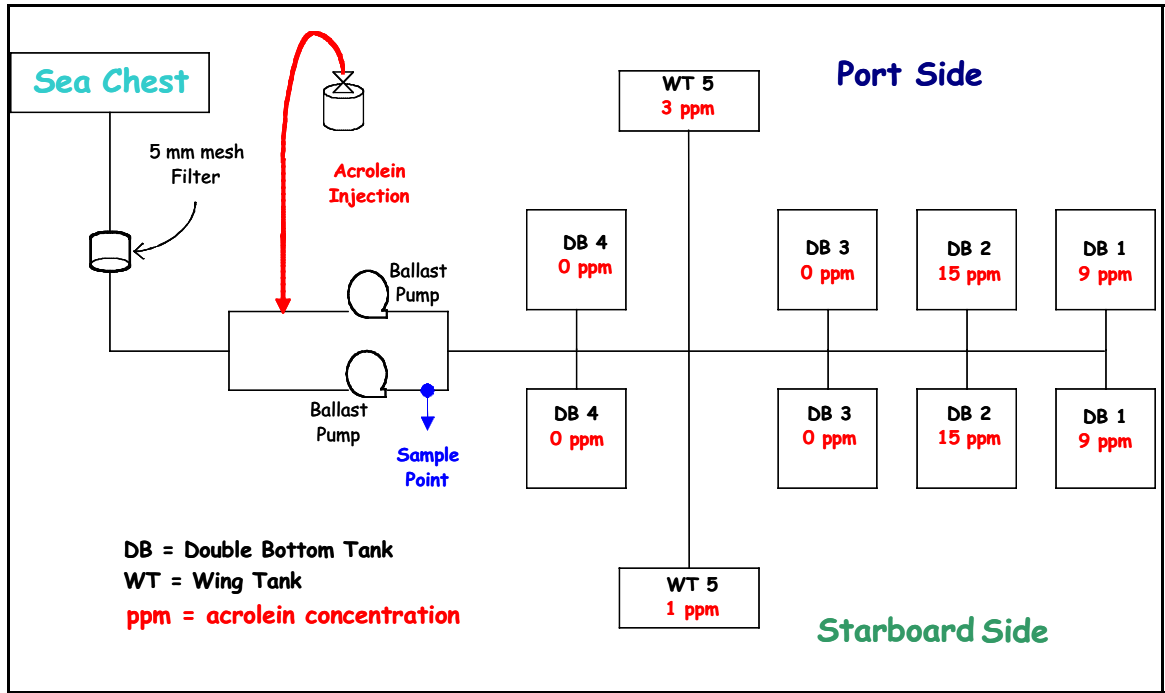 Sea Chest
5 mm mesh
Filter
Acrolein
Injection
Port Side
WT 5
3 ppm
DB 4
0 ppm
DB 3
0 ppm
DB 2
15 ppm
DB 1
9 ppm
Ballast
Pump
Ballast
Pump
Sample
Point
DB 4
0 ppm
DB 3
0 ppm
DB 2
15 ppm
DB 1
9 ppm
WT 5
1 ppm
DB = Double Bottom Tank
WT = Wing Tank
ppm = acrolein concentration
Starboard Side